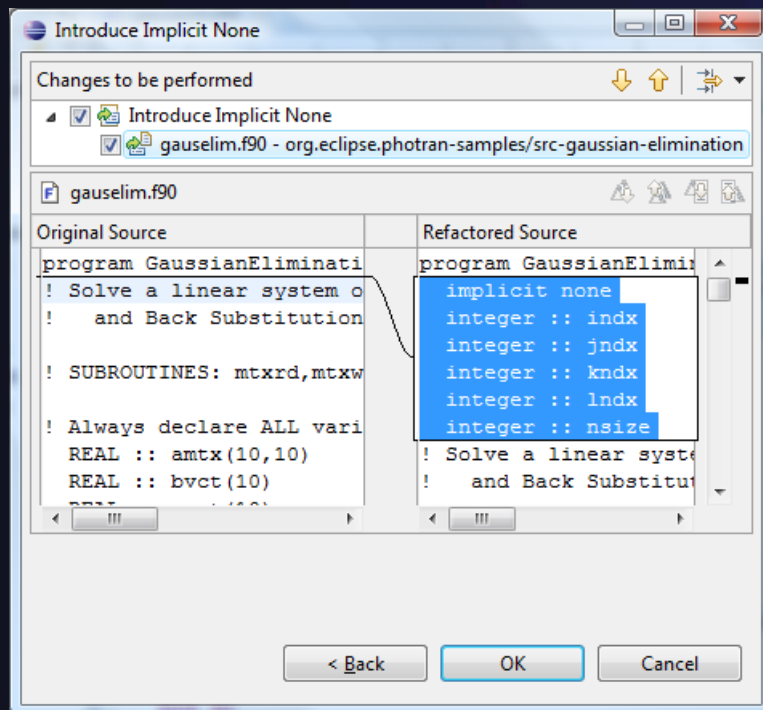 Introduce Implicit None
Changes to be performed
Introduce Implicit None
gauselim.f90 - org.eclipse.photran-samples/src-gaussian-elimination
gauselim.f90
Original Source
program GaussianEliminati
! Solve a linear system o
!   and Back Substitution
! SUBROUTINES: mtxrd,mtxw
! Always declare ALL vari
REAL :: amtx(10,10)
REAL :: bvct(10)
Refactored Source
program GaussianElimin
implicit none
integer :: indx
integer :: jndx
integer :: kndx
integer :: lndx
integer :: nsize
! Solve a linear syste
!   and Back Substitut
< Back
OK
Cancel